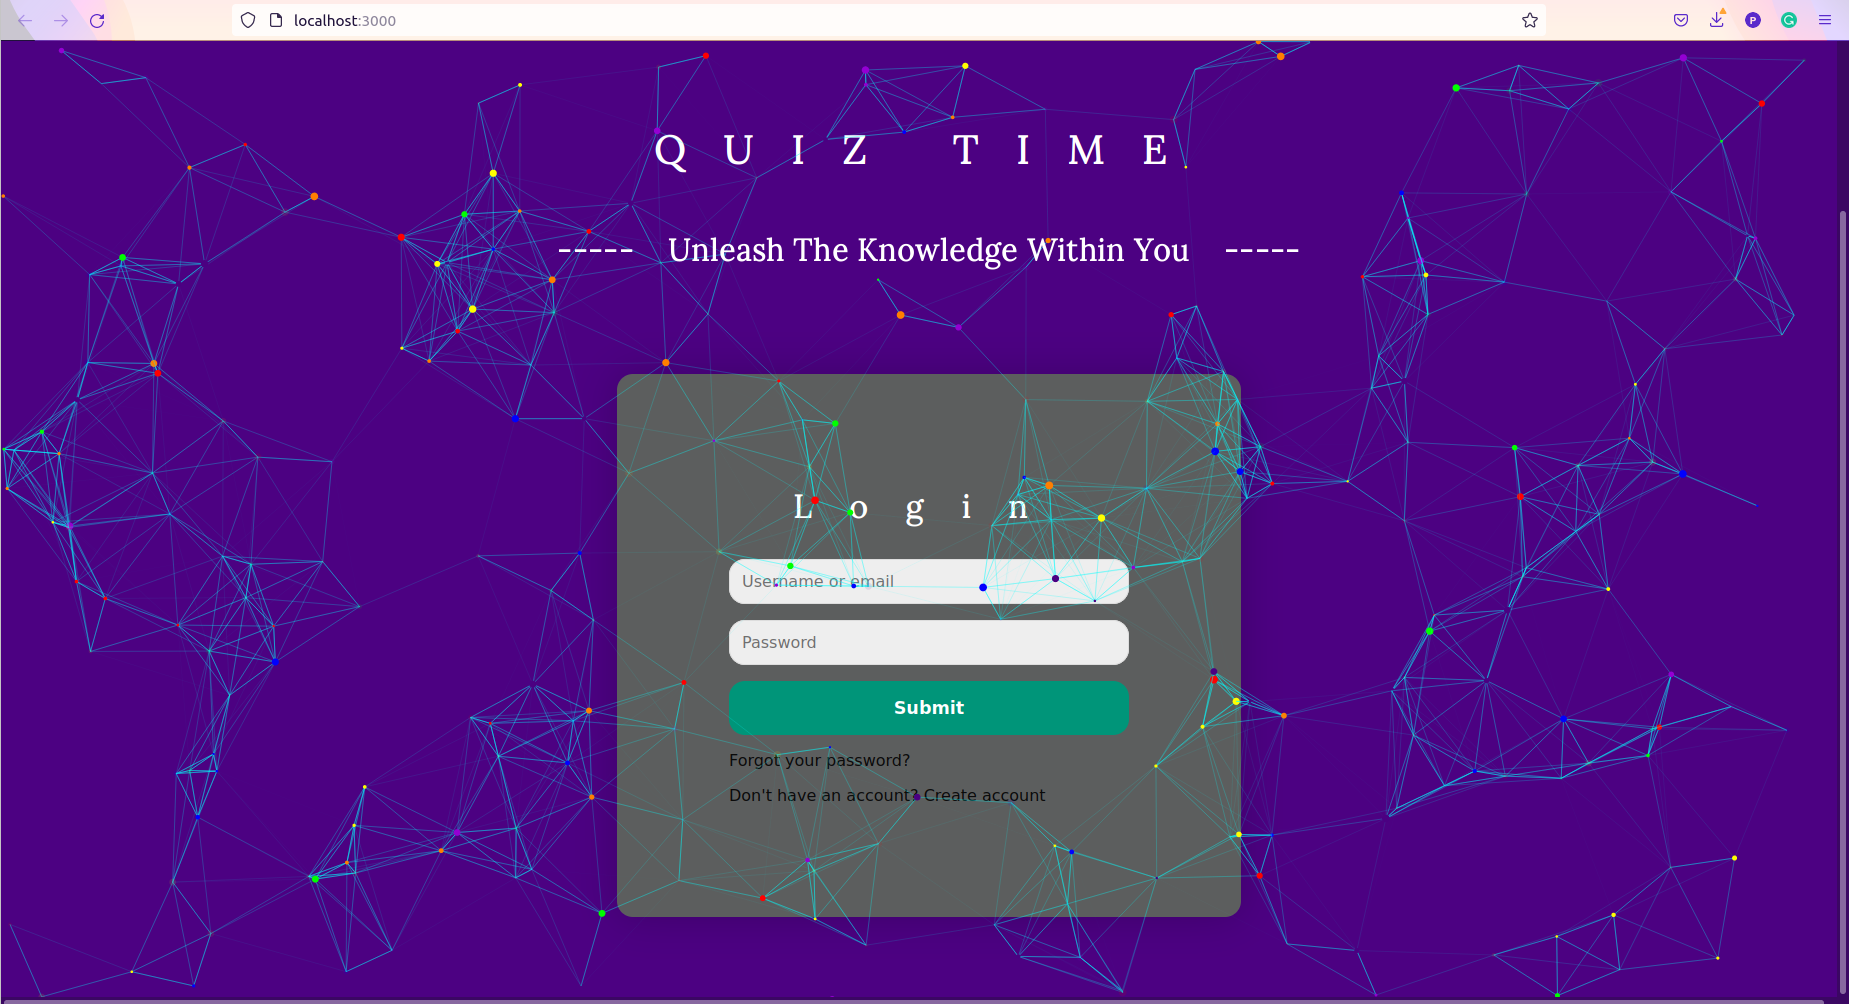 localhost:3000
P
QUIZ TIME
----- Unleash The Knowledge Within You -----
Login
Username or email
Password
Submit
Forgot your password?
Don't have an account? Create account